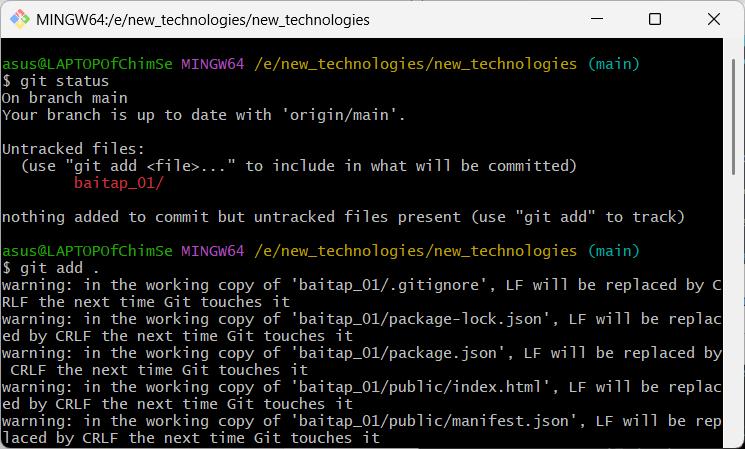 MINGW64:/e/new_technologies/new_technologies
asus@LAPTOPOfChimSe MINGW64 /e/new_technologies/new_technologies (main)
$ git status
On branch main
Your branch is up to date with 'origin/main'.
Untracked files:
(use "git add <file>..." to include in what will be committed)
baitap_01/
nothing added to commit but untracked files present (use "git add" to track)
asus@LAPTOPOfChimSe MINGW64 /e/new_technologies/new_technologies (main)
$ git add .
warning: in the working copy of 'baitap_01/.gitignore', LF will be replaced by C
RLF the next time Git touches it
warning: in the working copy of 'baitap_01/package-lock.json', LF will be replac
ed by CRLF the next time Git touches it
warning: in the working copy of 'baitap_01/package.json', LF will be replaced by
CRLF the next time Git touches it
warning: in the working copy of 'baitap_01/public/index.html', LF will be replac
ed by CRLF the next time Git touches it
warning: in the working copy of 'baitap_01/public/manifest.json', LF will be rep
laced by CRLF the next time Git touches it